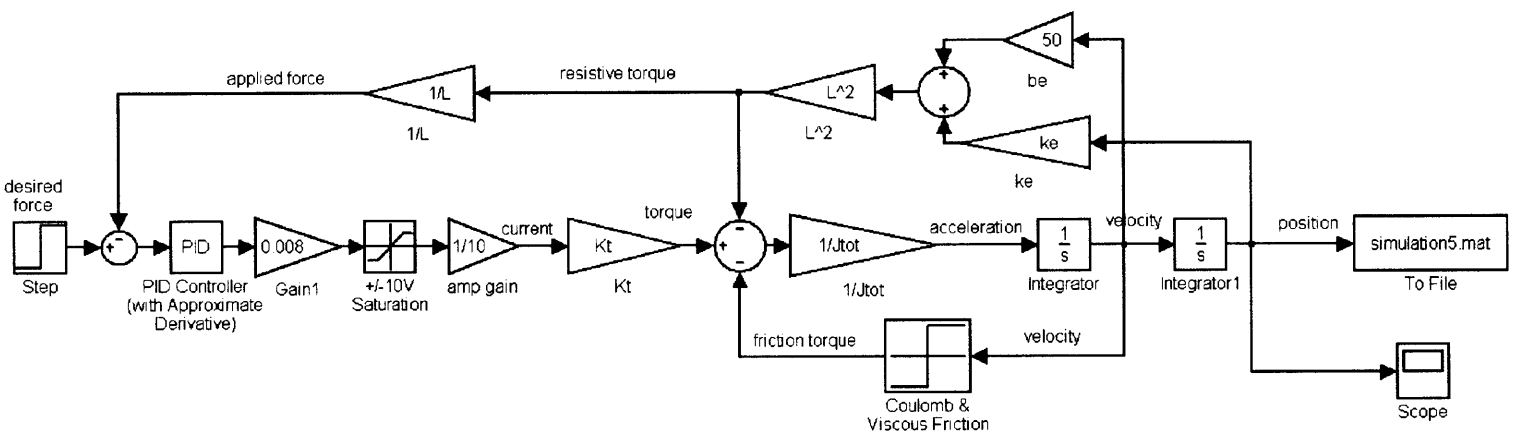 50
be
applied force
resistive torque
1/L
1/L
L^2
L^2
+
+
ke
ke
desired
force
Step
+
−
PID
PID Controller
(with Approximate
Derivative)
0.008
Gain1
+/-10V
Saturation
1/10
amp gain
current
Kt
Kt
torque
−
+
−
1/Jtot
1/Jtot
acceleration
1
s
Integrator
velocity
1
s
Integrator1
position
simulation5.mat
To File
friction torque
velocity
Coulomb &
Viscous Friction
Scope